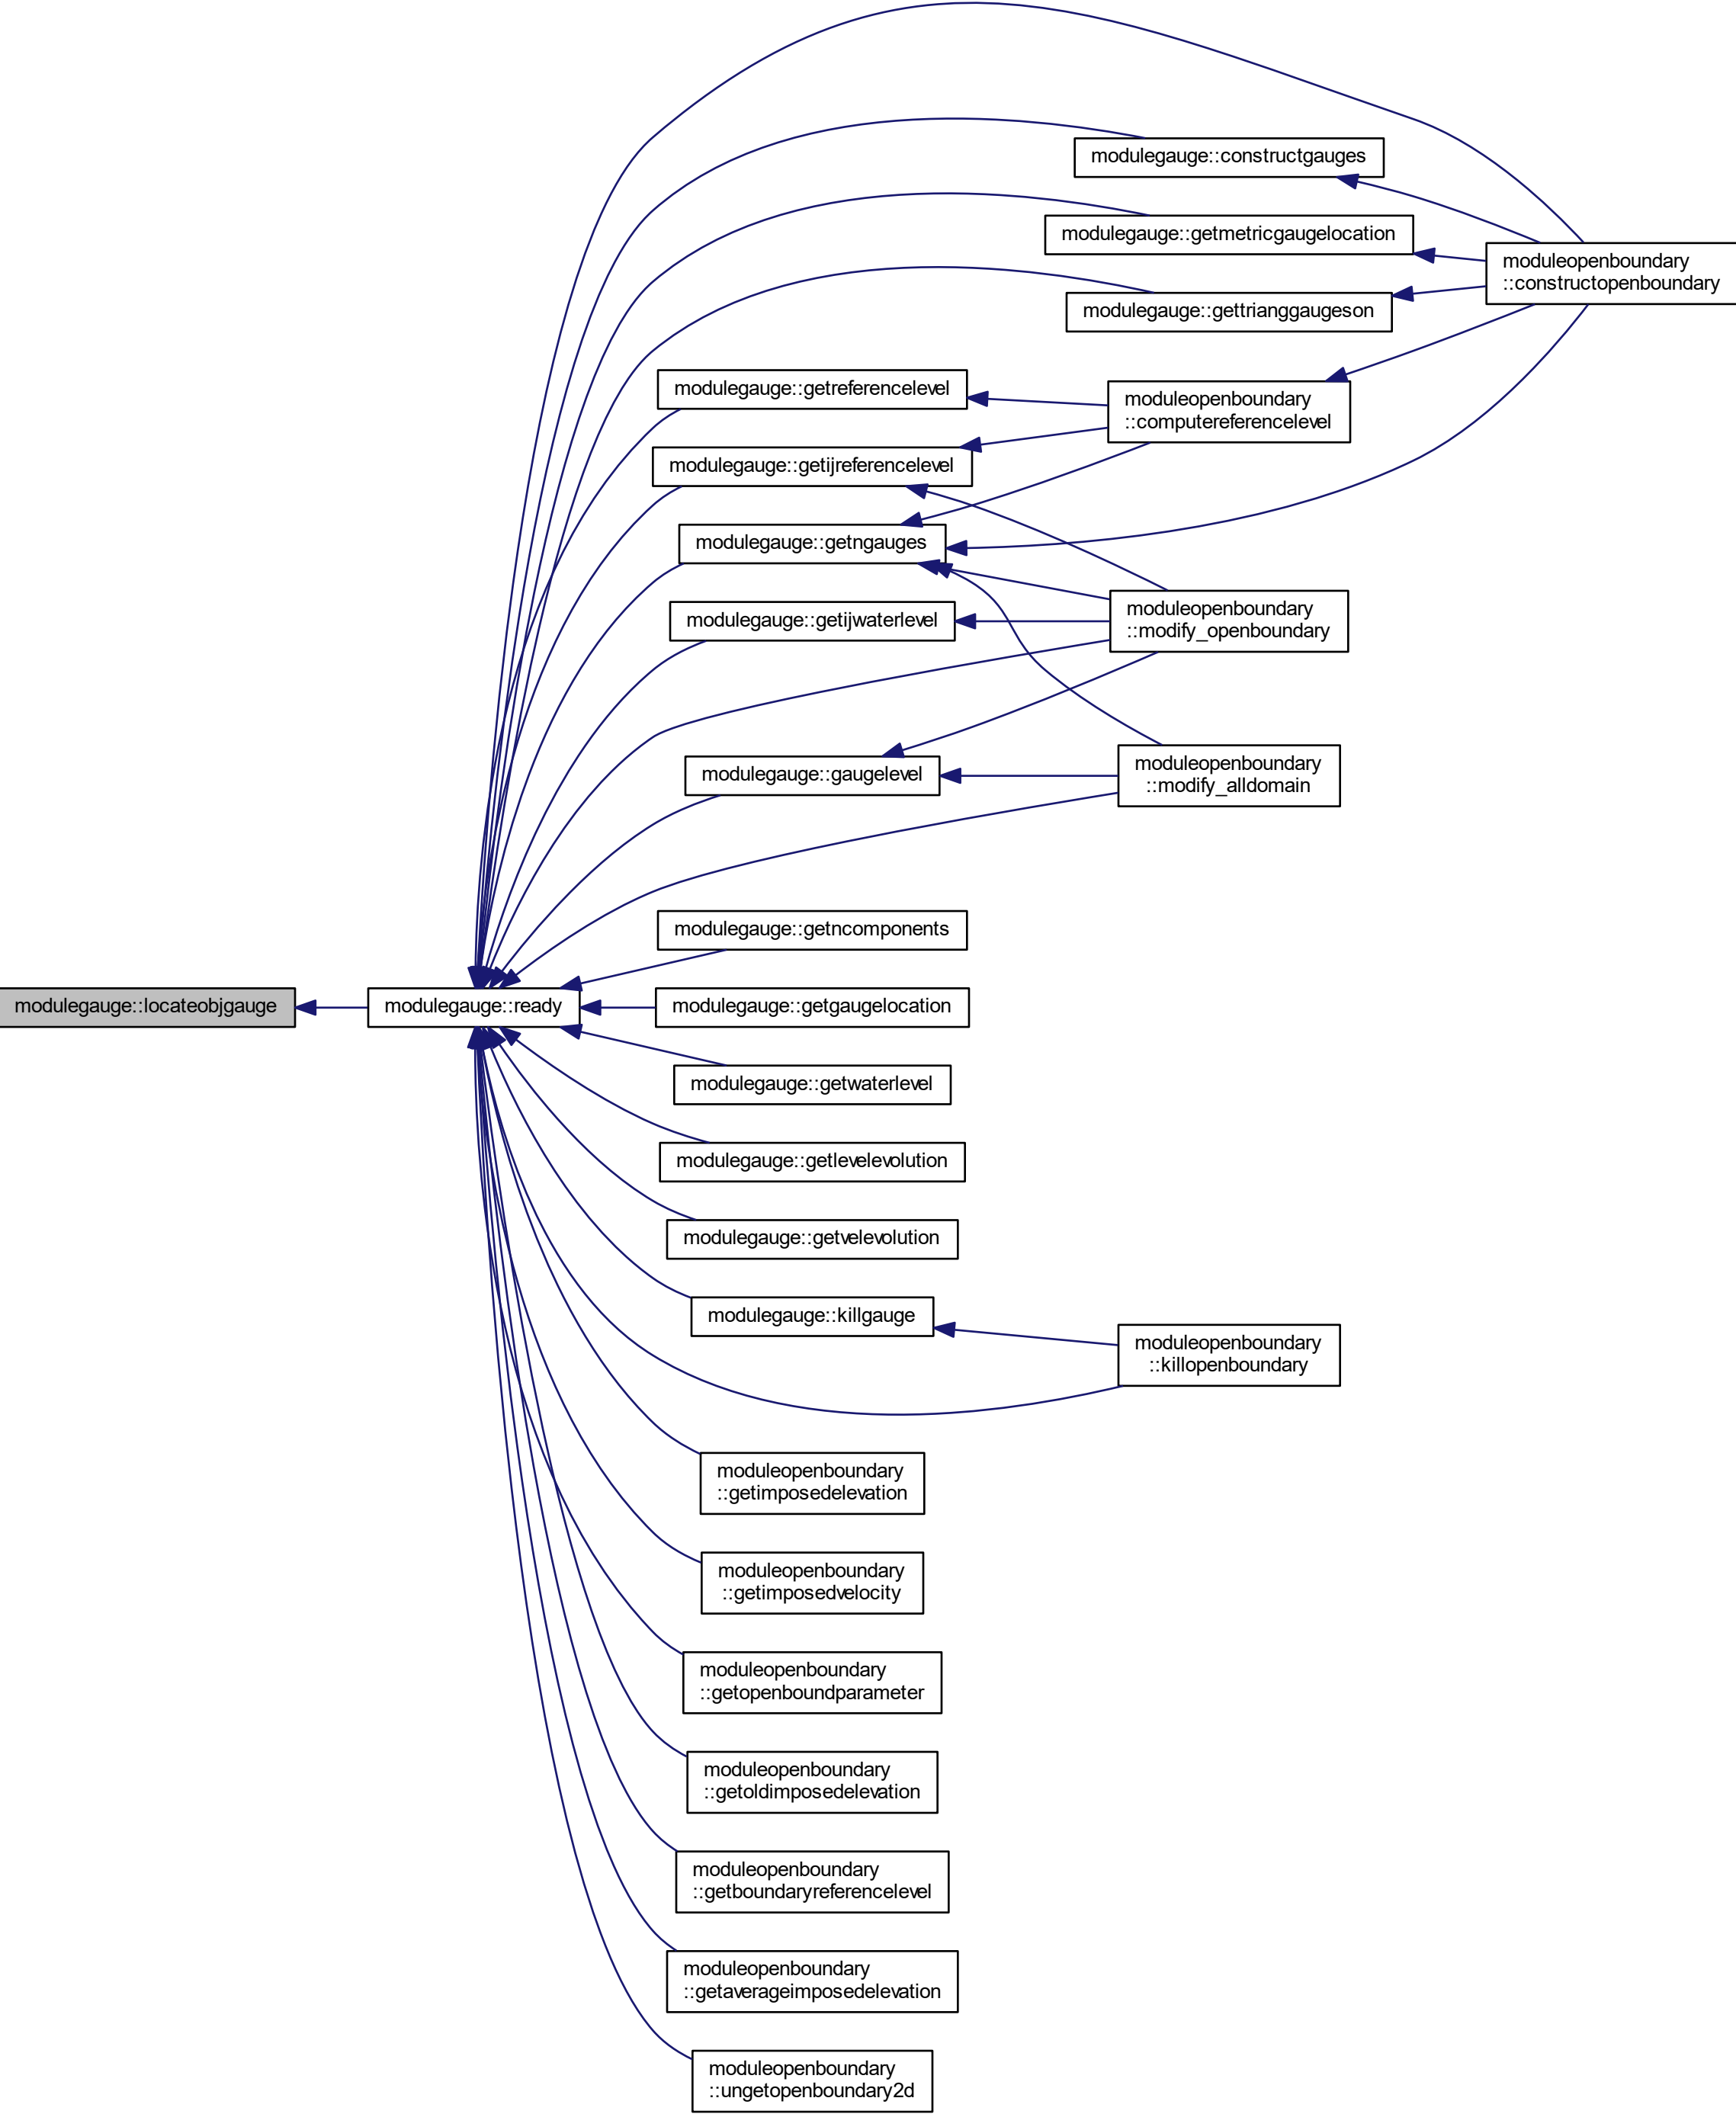 modulegauge::constructgauges
modulegauge::getmetricgaugelocation
moduleopenboundary
::constructopenboundary
modulegauge::gettrianggaugeson
modulegauge::getreferencelevel
moduleopenboundary
::computereferencelevel
modulegauge::getijreferencelevel
modulegauge::getngauges
modulegauge::getijwaterlevel
moduleopenboundary
::modify_openboundary
modulegauge::gaugelevel
moduleopenboundary
::modify_alldomain
modulegauge::getncomponents
modulegauge::locateobjgauge
modulegauge::ready
modulegauge::getgaugelocation
modulegauge::getwaterlevel
modulegauge::getlevelevolution
modulegauge::getvelevolution
modulegauge::killgauge
moduleopenboundary
::killopenboundary
moduleopenboundary
::getimposedelevation
moduleopenboundary
::getimposedvelocity
moduleopenboundary
::getopenboundparameter
moduleopenboundary
::getoldimposedelevation
moduleopenboundary
::getboundaryreferencelevel
moduleopenboundary
::getaverageimposedelevation
moduleopenboundary
::ungetopenboundary2d